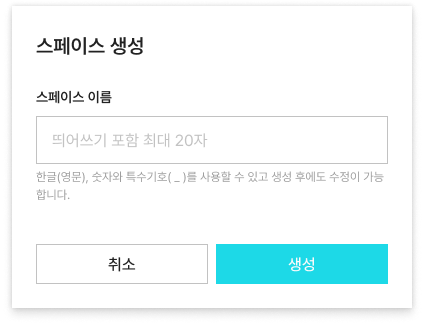 스페이스 생성
스페이스 이름
띄어쓰기 포함 최대 20자
한글(영문), 숫자와 특수기호( _ )를 사용할 수 있고 생성 후에도 수정이 가능
합니다.
취소
생성